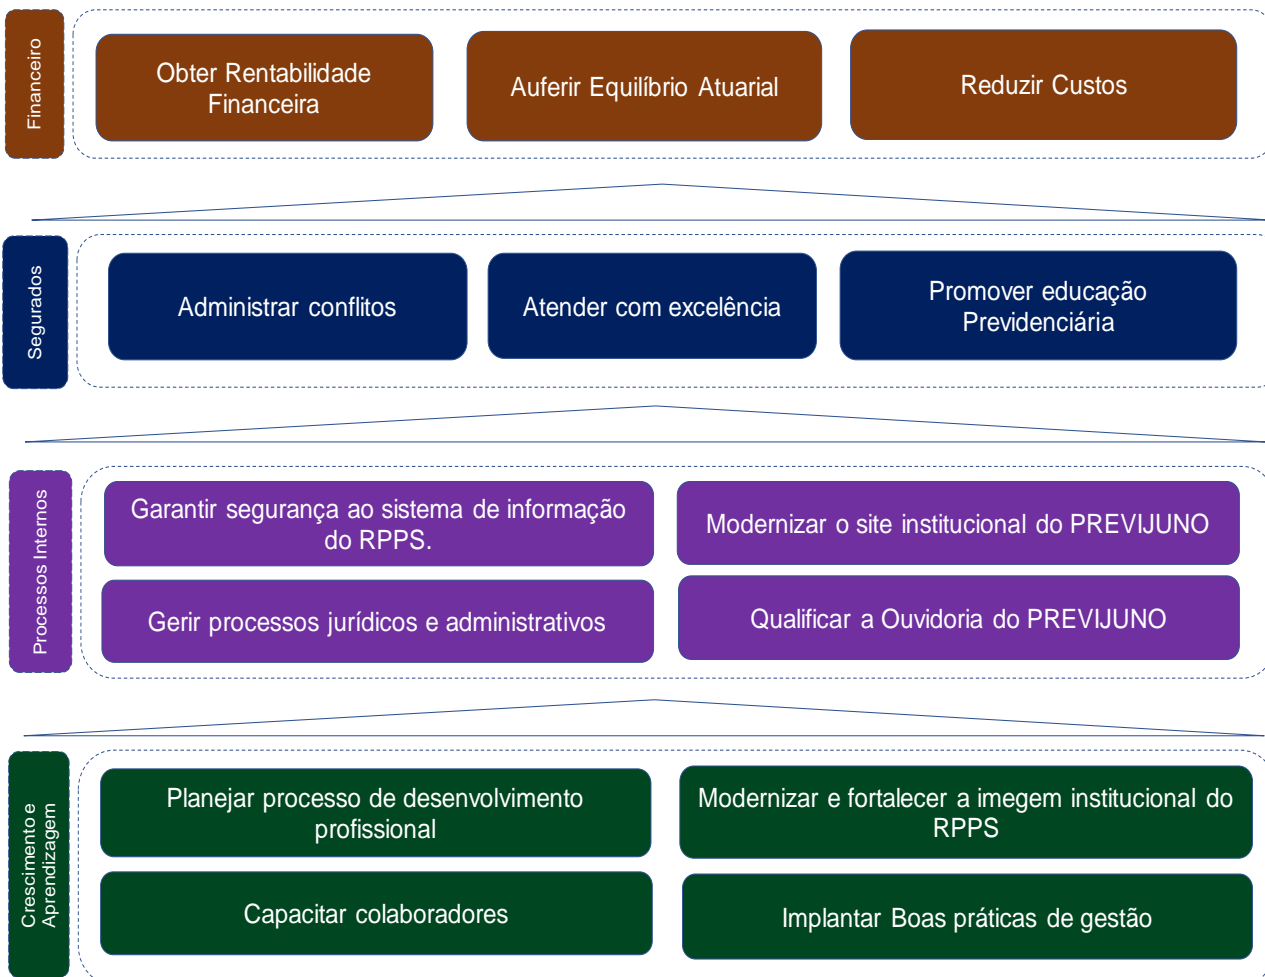 Financeiro
Obter Rentabilidade
Financeira
Auferir Equilíbrio Atuarial
Reduzir Custos
Segurados
Administrar conflitos
Atender com excelência
Promover educação
Previdenciária
Processos Internos
Garantir segurança ao sistema de informação
do RPPS.
Modernizar o site institucional do PREVIJUNO
Gerir processos jurídicos e administrativos
Qualificar a Ouvidoria do PREVIJUNO
Crescimento e
Aprendizagem
Planejar processo de desenvolvimento
profissional
Modernizar e fortalecer a imegem institucional do
RPPS
Capacitar colaboradores
Implantar Boas práticas de gestão